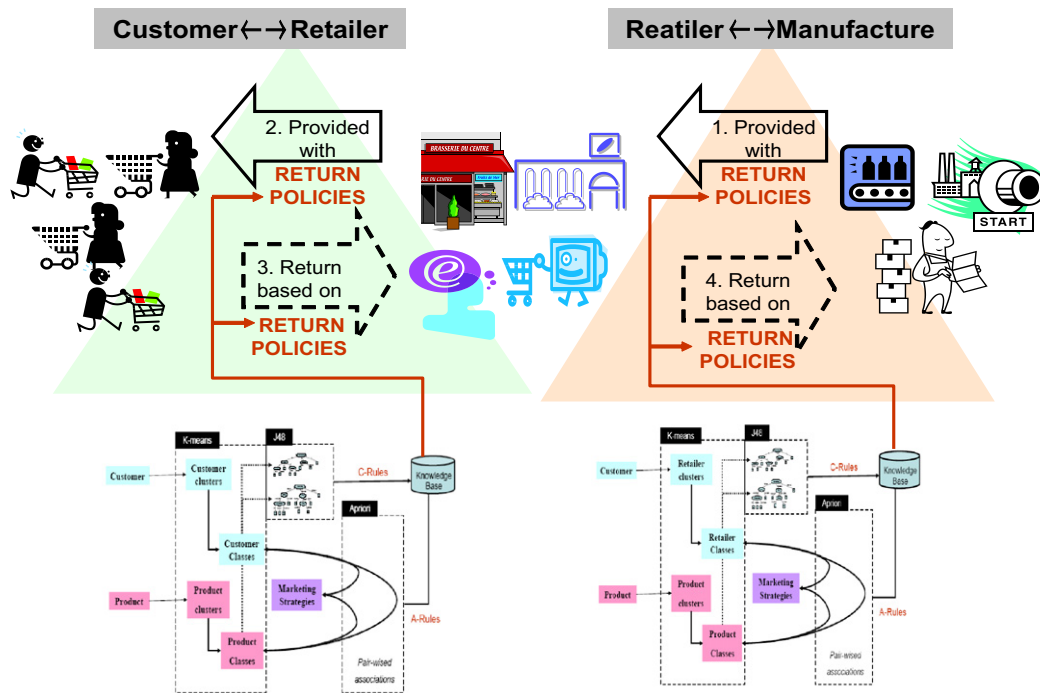 Customer←→Retailer
Reatiler←→Manufacture
2. Provided
with
RETURN
POLICIES
3. Return
based on
RETURN
POLICIES
BRASSERIE DU CENTRE
1. Provided
with
RETURN
POLICIES
4. Return
based on
RETURN
POLICIES
START
e
K-means
J48
Customer
Customer
clusters
C-Rules
Knowledge
Base
Apriori
Customer
Classes
Product
Product
clusters
Marketing
Strategies
A-Rules
Product
Classes
Pair-wised
associations
K-means
J48
Customer
Retailer
clusters
C-Rules
Knowledge
Base
Apriori
Retailer
Classes
Product
Product
clusters
Marketing
Strategies
A-Rules
Product
Classes
Pair-wised
associations